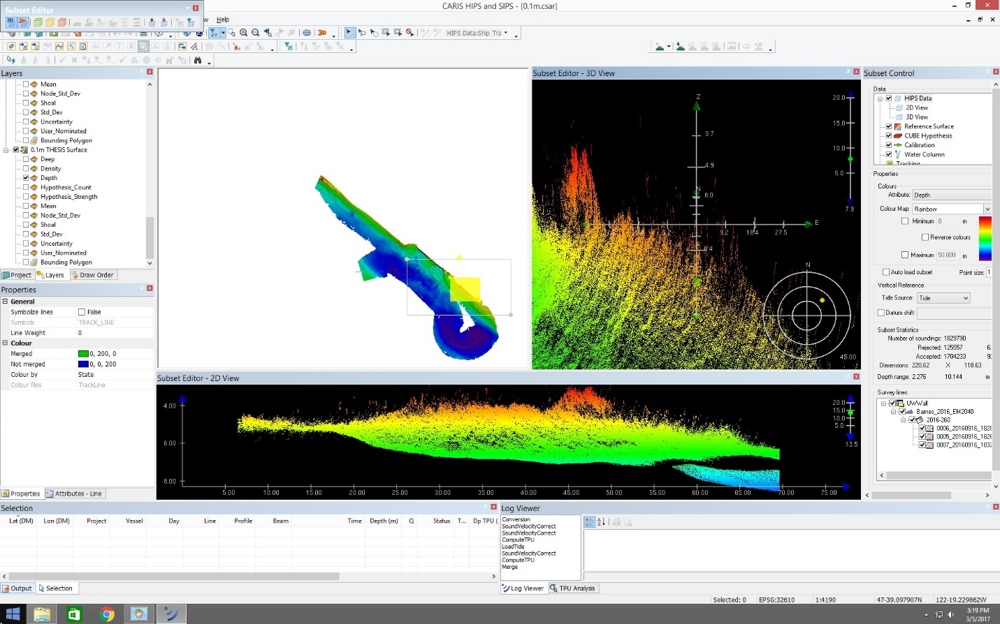 Subset Editor
CARIS HIPS and SIPS - [0.1m.csar]
w Help
3D
HIPS Data:Ship Tra
Layers
Mean
Node_Std_Dev
Shoal
Std_Dev
Uncertainty
User_Nominated
Bounding Polygon
0.1m THESIS Surface
Deep
Density
Depth
Hypothesis_Count
Hypothesis_Strength
Mean
Node_Std_Dev
Shoal
Std_Dev
Uncertainty
User_Nominated
Bounding Polygon
Project Layers Draw Order
Properties
General
Symbolize lines False
Symbols TRACK_LINE
Line Weight 0
Colour
Merged 0, 200, 0
Not merged 0, 0, 200
Colour by State
Colour files TrackLine
Properties Attributes - Line
Subset Editor - 3D View
Z
3.7
4.9
N
6.0
E
9.2 18.4 27.5
8.4
20.0
15.0
10.0
5.0
7.9
N
45.00
Subset Editor - 2D View
4.00
6.00
8.00
5.00 10.00 15.00 20.00 25.00 30.00 35.00 40.00 45.00 50.00 55.00 60.00 65.00 70.00 75.00
20.0
15.0
10.0
5.0
13.5
Subset Control
Data
HIPS Data
2D View
3D View
Reference Surface
CUBE Hypothesis
Calibration
Water Column
Tracking
Properties
Colours
Attribute: Depth
Colour Map: Rainbow
Minimum 0 m
Reverse colours
Maximum 50.000 m
Auto load subset Point size: 1
Vertical Reference
Tide Source: Tide
Datum shift:
Subset Statistics
Number of soundings: 1829790
Rejected: 125557 6.
Accepted: 1704233 9
Dimensions: 220.62 X 118.63
Depth range: 2.276 10.144 m
Survey lines
UWWall
Barnes_2016_EM2040
2016-260
0006_20160916_1828
0005_20160916_1826
0007_20160916_1832
Selection
Lat (DM) Lon (DM) Project Vessel Day Line Profile Beam Time Depth (m) Q Status T... Dp TPU (
Output Selection
Log Viewer
Conversion
SoundVelocityCorrect
SoundVelocityCorrect
ComputeTPU
LoadTide
SoundVelocityCorrect
ComputeTPU
Merge
Log Viewer TPU Analysis
Selected: 0 EPSG:32610 1:4190 47-39.097907N 122-19.229862W
3:19 PM
3/5/2017